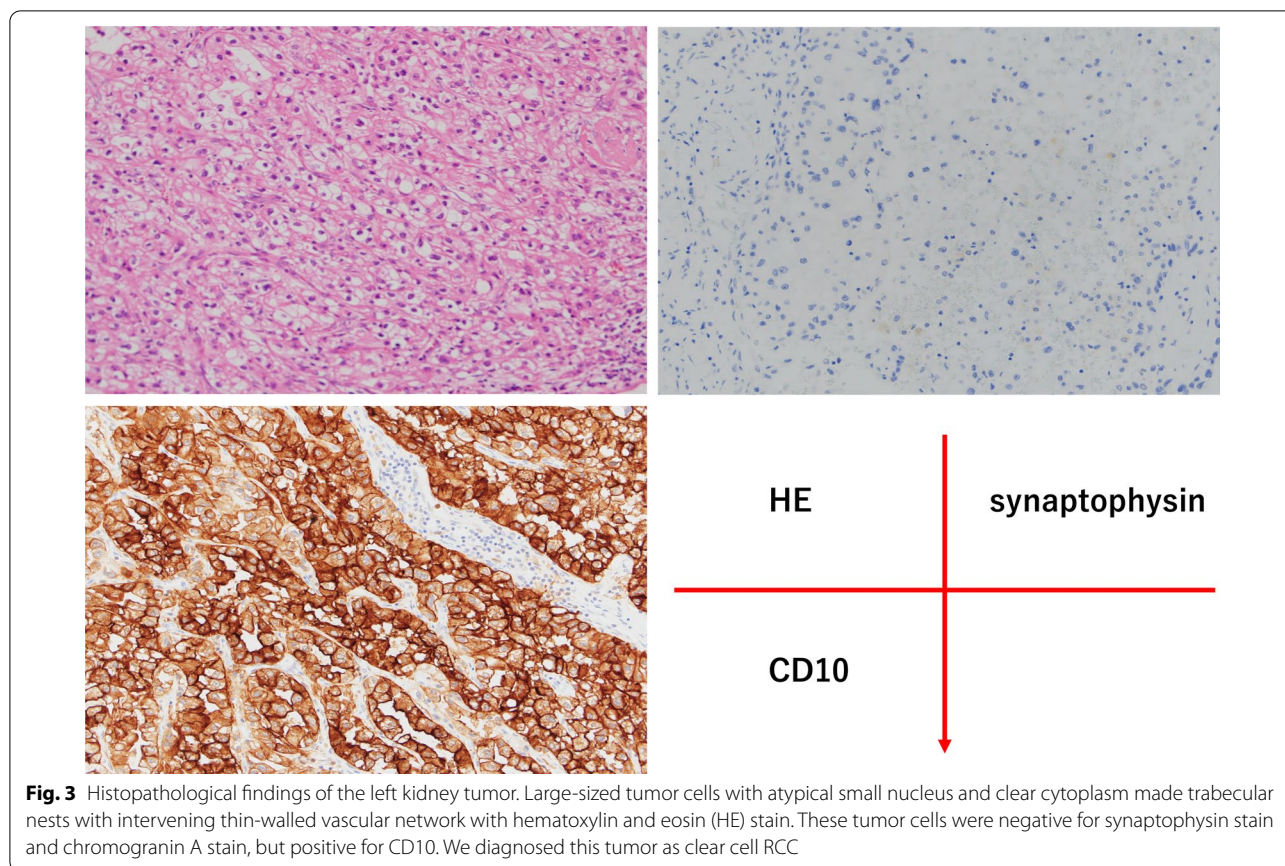 HE
synaptophysin
CD10
Fig. 3 Histopathological findings of the left kidney tumor. Large-sized tumor cells with atypical small nucleus and clear cytoplasm made trabecular
nests with intervening thin-walled vascular network with hematoxylin and eosin (HE) stain. These tumor cells were negative for synaptophysin stain
and chromogranin A stain, but positive for CD10. We diagnosed this tumor as clear cell RCC